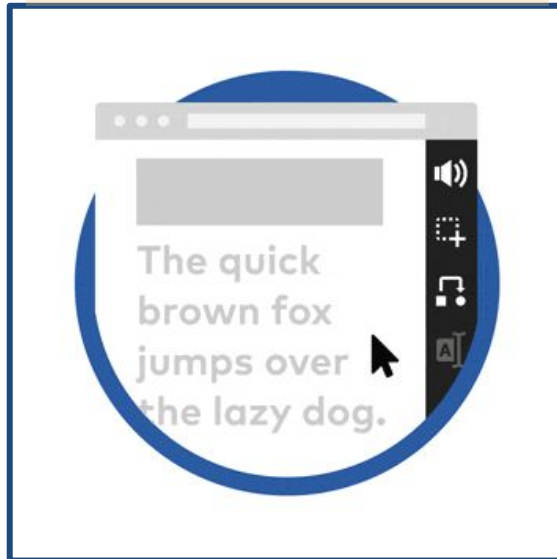 The quick
brown fox
jumps over
the lazy dog.
A